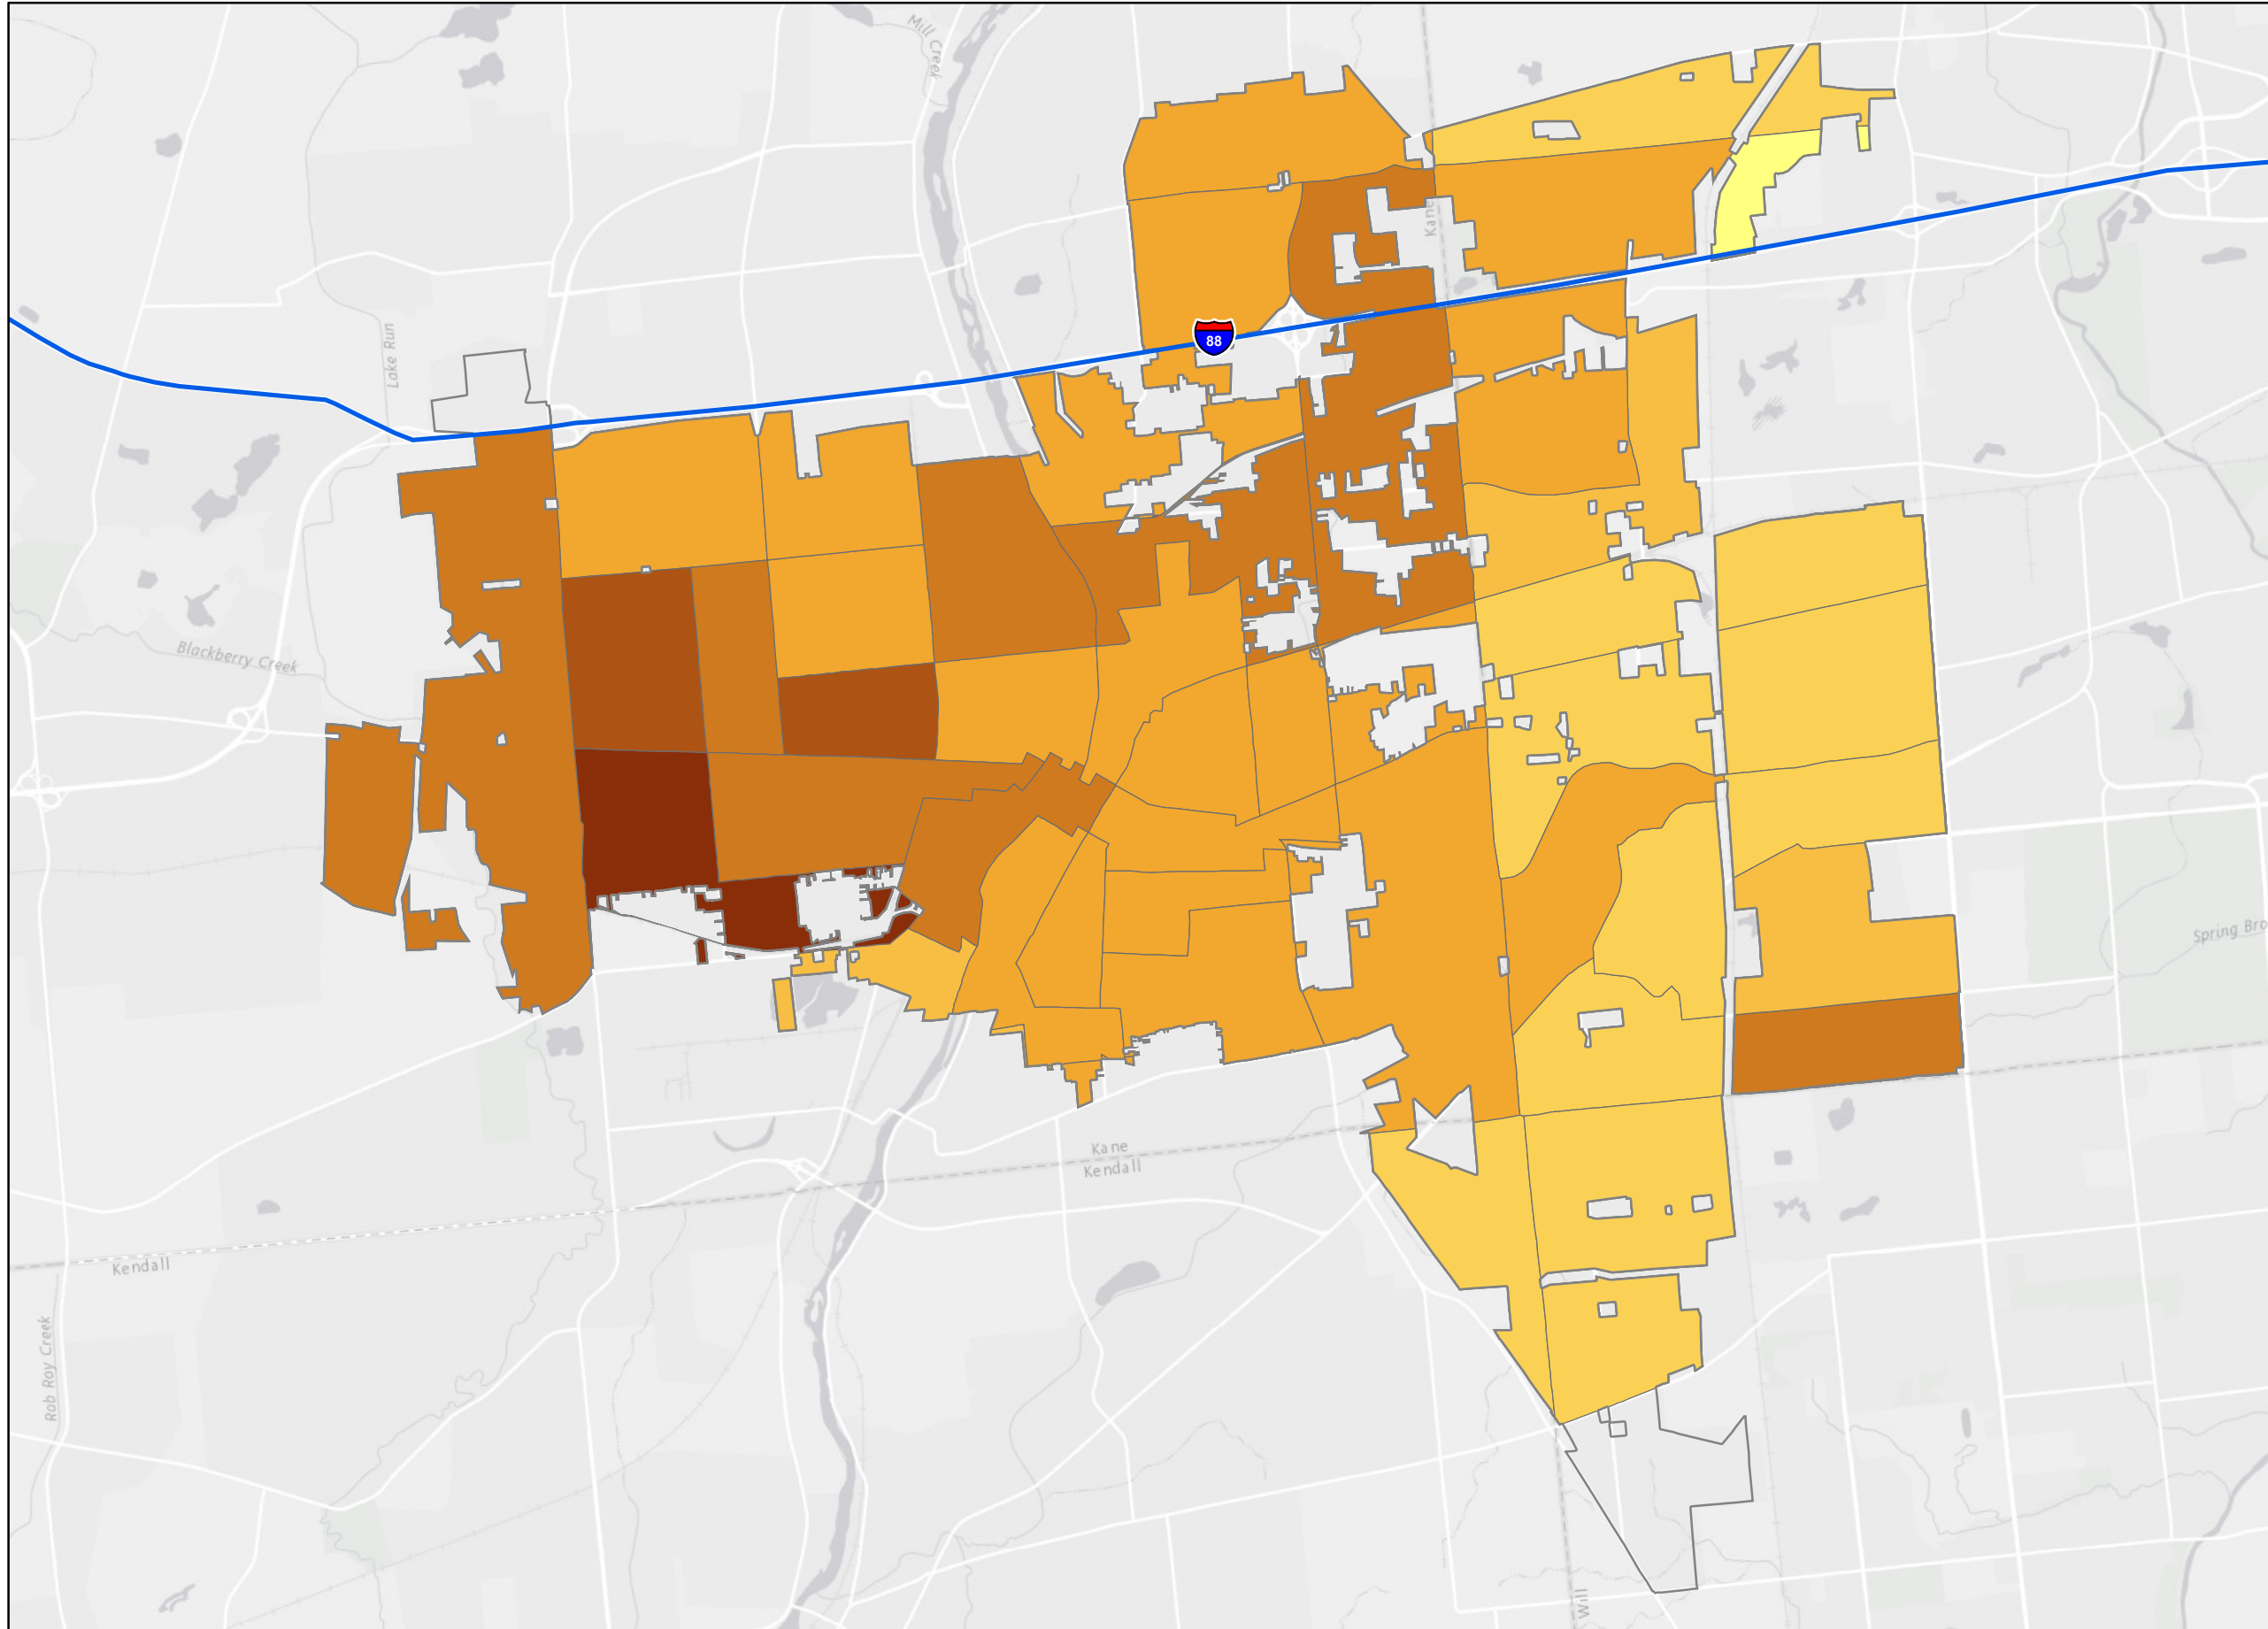 Mill Creek
Kane
Lake Run
88
Blackberry Creek
Spring Bro
Kane
Kendall
Kendall
Rob Roy Creek
Will